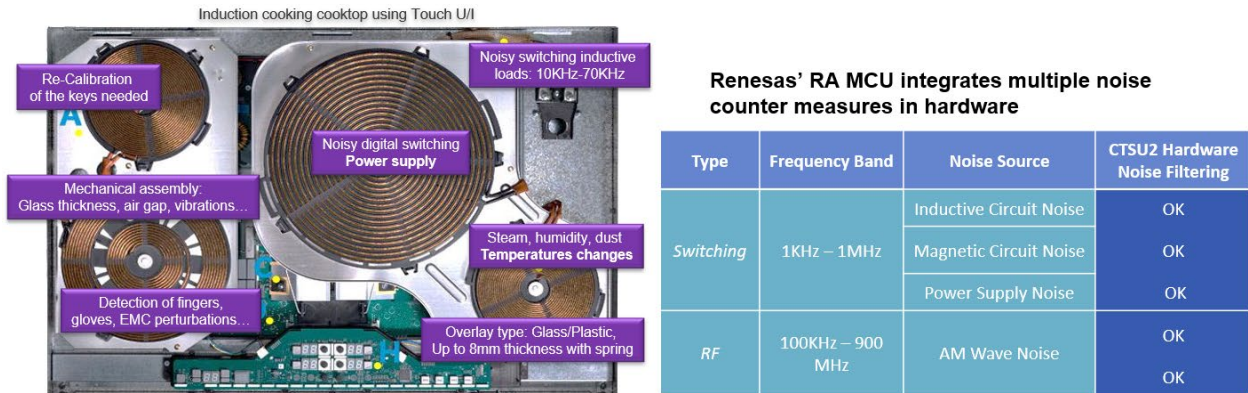 Induction cooking cooktop using Touch U/I
Re-Calibration
of the keys needed
Noisy switching inductive
loads: 10KHz-70KHz
A
Noisy digital switching
Power supply
Mechanical assembly:
Glass thickness, air gap, vibrations…
Steam, humidity, dust
Temperatures changes
Detection of fingers,
gloves, EMC perturbations…
Overlay type: Glass/Plastic,
Up to 8mm thickness with spring
H
Renesas’ RA MCU integrates multiple noise
counter measures in hardware
Type Frequency Band Noise Source CTSU2 Hardware
Noise Filtering
Switching 1KHz – 1MHz Inductive Circuit Noise OK
Magnetic Circuit Noise OK
Power Supply Noise OK
RF 100KHz – 900
MHz AM Wave Noise OK
OK